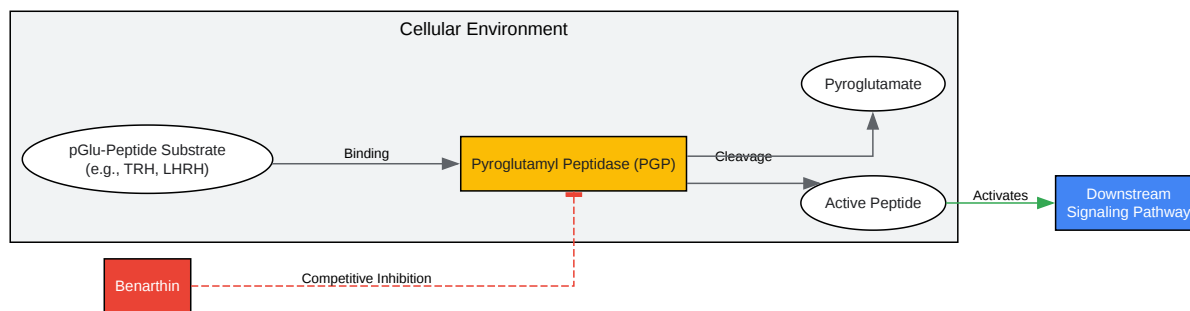 Cellular Environment
Pyroglutamate
pGlu-Peptide Substrate
(e.g., TRH, LHRH)
Binding
Pyroglutamyl Peptidase (PGP)
Cleavage
Active Peptide
Activates
Downstream
Signaling Pathway
Benarthin
Competitive Inhibition